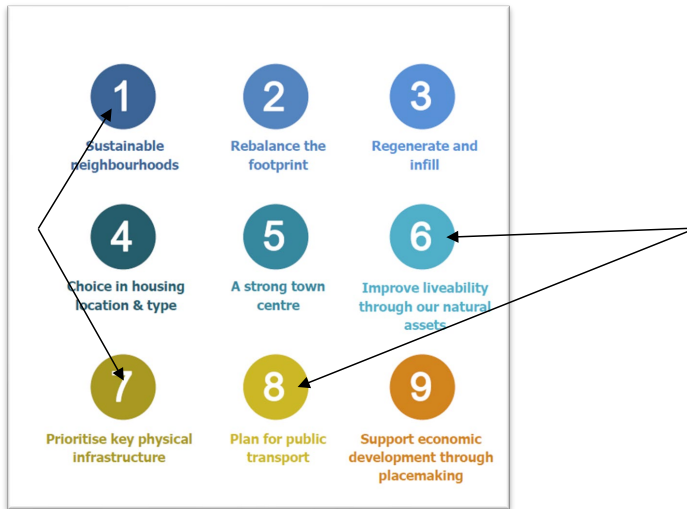 1
2
3
Sustainable
neighbourhoods
Rebalance the
footprint
Regenerate and
infill
4
5
6
Choice in housing
location & type
A strong town
centre
Improve liveability
through our natural
assets
7
8
9
Prioritise key physical
infrastructure
Plan for public
transport
Support economic
development through
placemaking